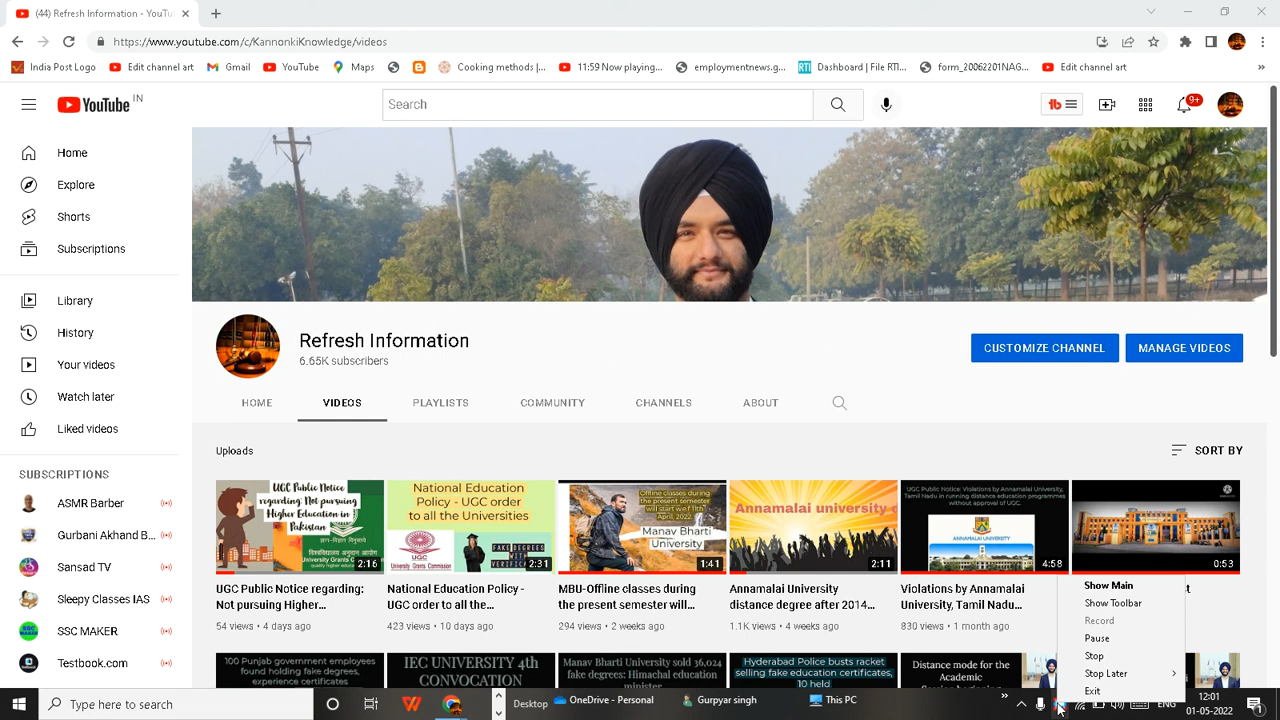 (44) Refresh Information - YouTu
https://www.youtube.com/c/KannonkiKnowledge/videos
India Post Logo
Edit channel art
Gmail
YouTube
Maps
Cooking methods |...
11:59 Now playing...
employmentnews.g...
Dashboard | File RTI...
form_20062201NAG...
Edit channel art
YouTube IN
Search
9+
Home
Explore
Shorts
Subscriptions
Library
History
Your videos
Watch later
Liked videos
SUBSCRIPTIONS
ASMR Barber
Gurbani Akhand B...
Sansad TV
Sleepy Classes IAS
SSC MAKER
Testbook.com
Refresh Information
6.65K subscribers
CUSTOMIZE CHANNEL
MANAGE VIDEOS
HOME
VIDEOS
PLAYLISTS
COMMUNITY
CHANNELS
ABOUT
Uploads
SORT BY
UGC Public Notice
regarding: Not pursuing
Higher Education in
Pakistan
2:16
UGC Public Notice regarding:
Not pursuing Higher...
54 views • 4 days ago
National Education
Policy - UGC order
to all the Universities
University Grants Commission
FAKE DEGREE
VERIFICA
2:31
National Education Policy -
UGC order to all the...
423 views • 10 days ago
Offline classes during
the present semester
will start w.e.f 11th
April, 2022
Manav Bharti
University
1:41
MBU-Offline classes during
the present semester will...
294 views • 2 weeks ago
Annamalai university
2:11
Annamalai University
distance degree after 2014...
1.1K views • 4 weeks ago
UGC Public Notice: Violations by Annamalai University,
Tamil Nadu in running distance education programmes
without approval of UGC.
ANNAMALAI UNIVERSITY
4:58
Violations by Annamalai
University, Tamil Nadu...
830 views • 1 month ago
0:53
Show Main
Show Toolbar
Record
Pause
Stop
Stop Later
Exit
100 Punjab government employees
found holding fake degrees,
experience certificates
IEC UNIVERSITY 4th
CONVOCATION
Manav Bharti University sold 36,024
fake degrees: Himachal education
minister
Hyderabad Police busts racket
selling fake education certificates,
10 held
Distance mode for the
Academic
Type here to search
Desktop
OneDrive - Personal
Gurpyar singh
This PC
ENG
12:01
01-05-2022
1